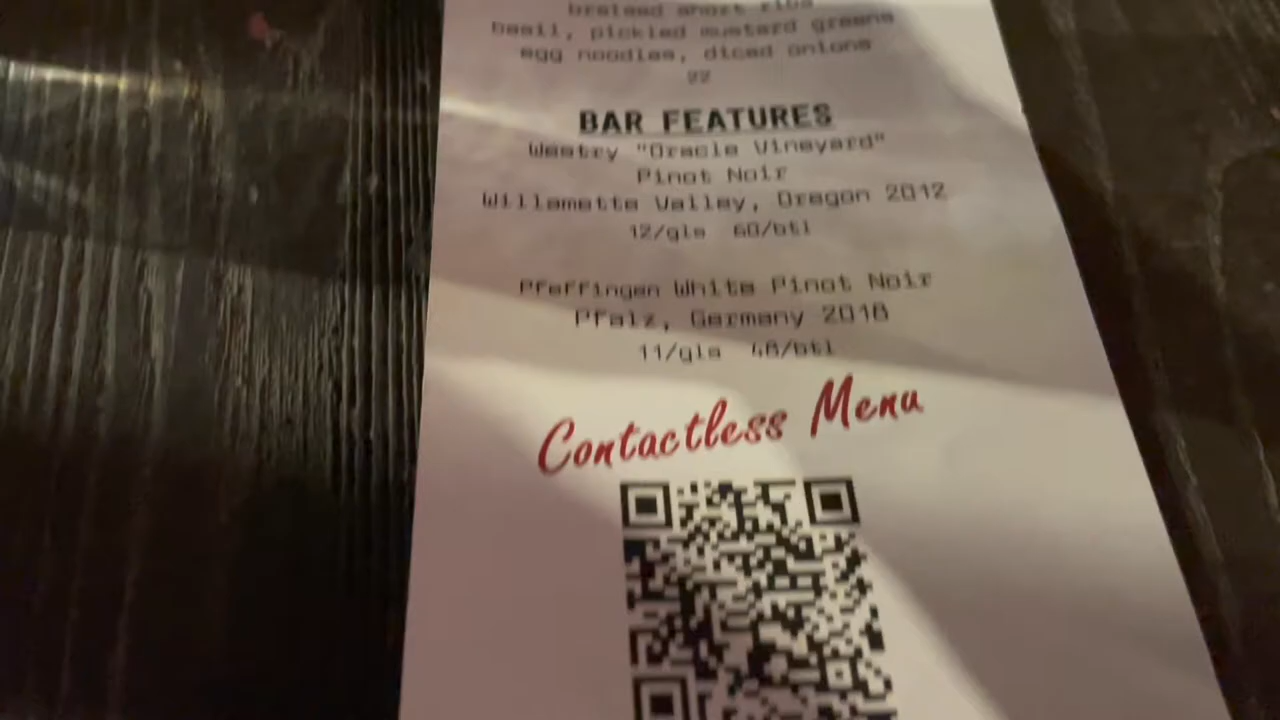 braised short ribs
basil, pickled mustard greens
egg noodles, diced onions
22
BAR FEATURES
Westry "Oracle Vineyard"
Pinot Noir
Willamette Valley, Oregon 2012
12/gls 60/btl
Pfeffingen White Pinot Noir
Pfalz, Germany 2018
11/gls 48/btl
Contactless Menu